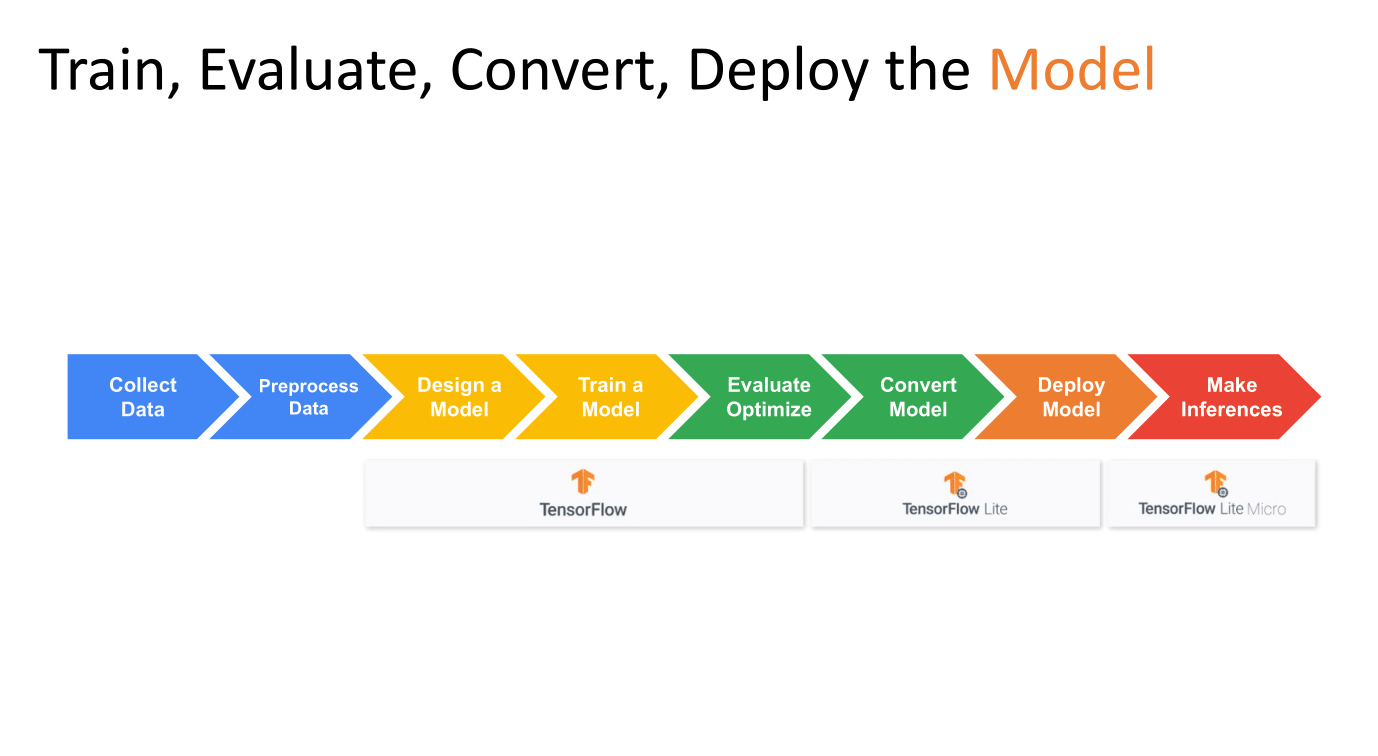 Train, Evaluate, Convert, Deploy the Model
Collect
Data
Preprocess
Data
Design a
Model
Train a
Model
Evaluate
Optimize
Convert
Model
Deploy
Model
Make
Inferences
TensorFlow
TensorFlow Lite
TensorFlow Lite Micro